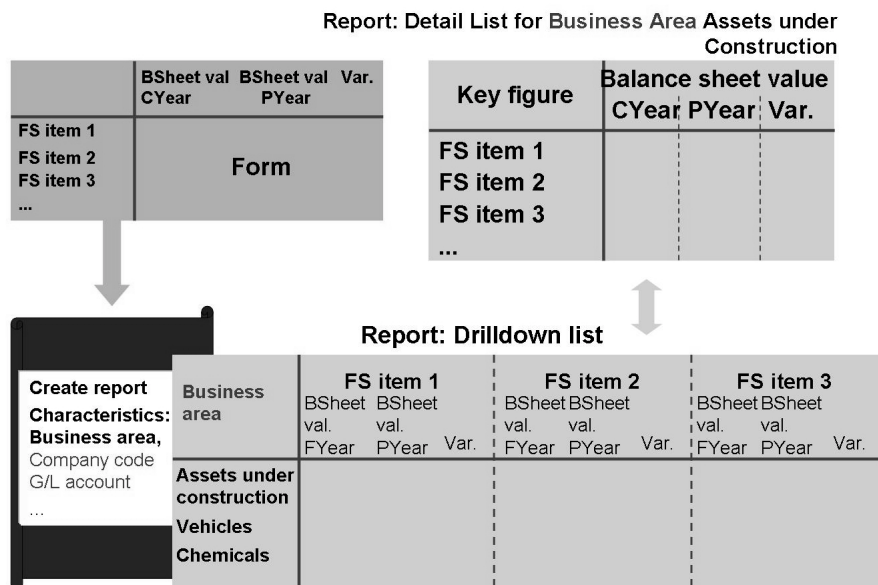 Report: Detail List for Business Area Assets under
Construction
BSheet val BSheet val Var.
CYear PYear
FS item 1
FS item 2
FS item 3
...
Form
Key figure
Balance sheet value
CYear PYear Var.
FS item 1
FS item 2
FS item 3
...
Report: Drilldown list
Create report
Characteristics:
Business area,
Company code
G/L account
...
Business
area
FS item 1 FS item 2 FS item 3
BSheet BSheet BSheet BSheet BSheet BSheet
val. val. val. val. val. val.
FYear PYear Var. FYear PYear Var. FYear PYear Var.
Assets under
construction
Vehicles
Chemicals